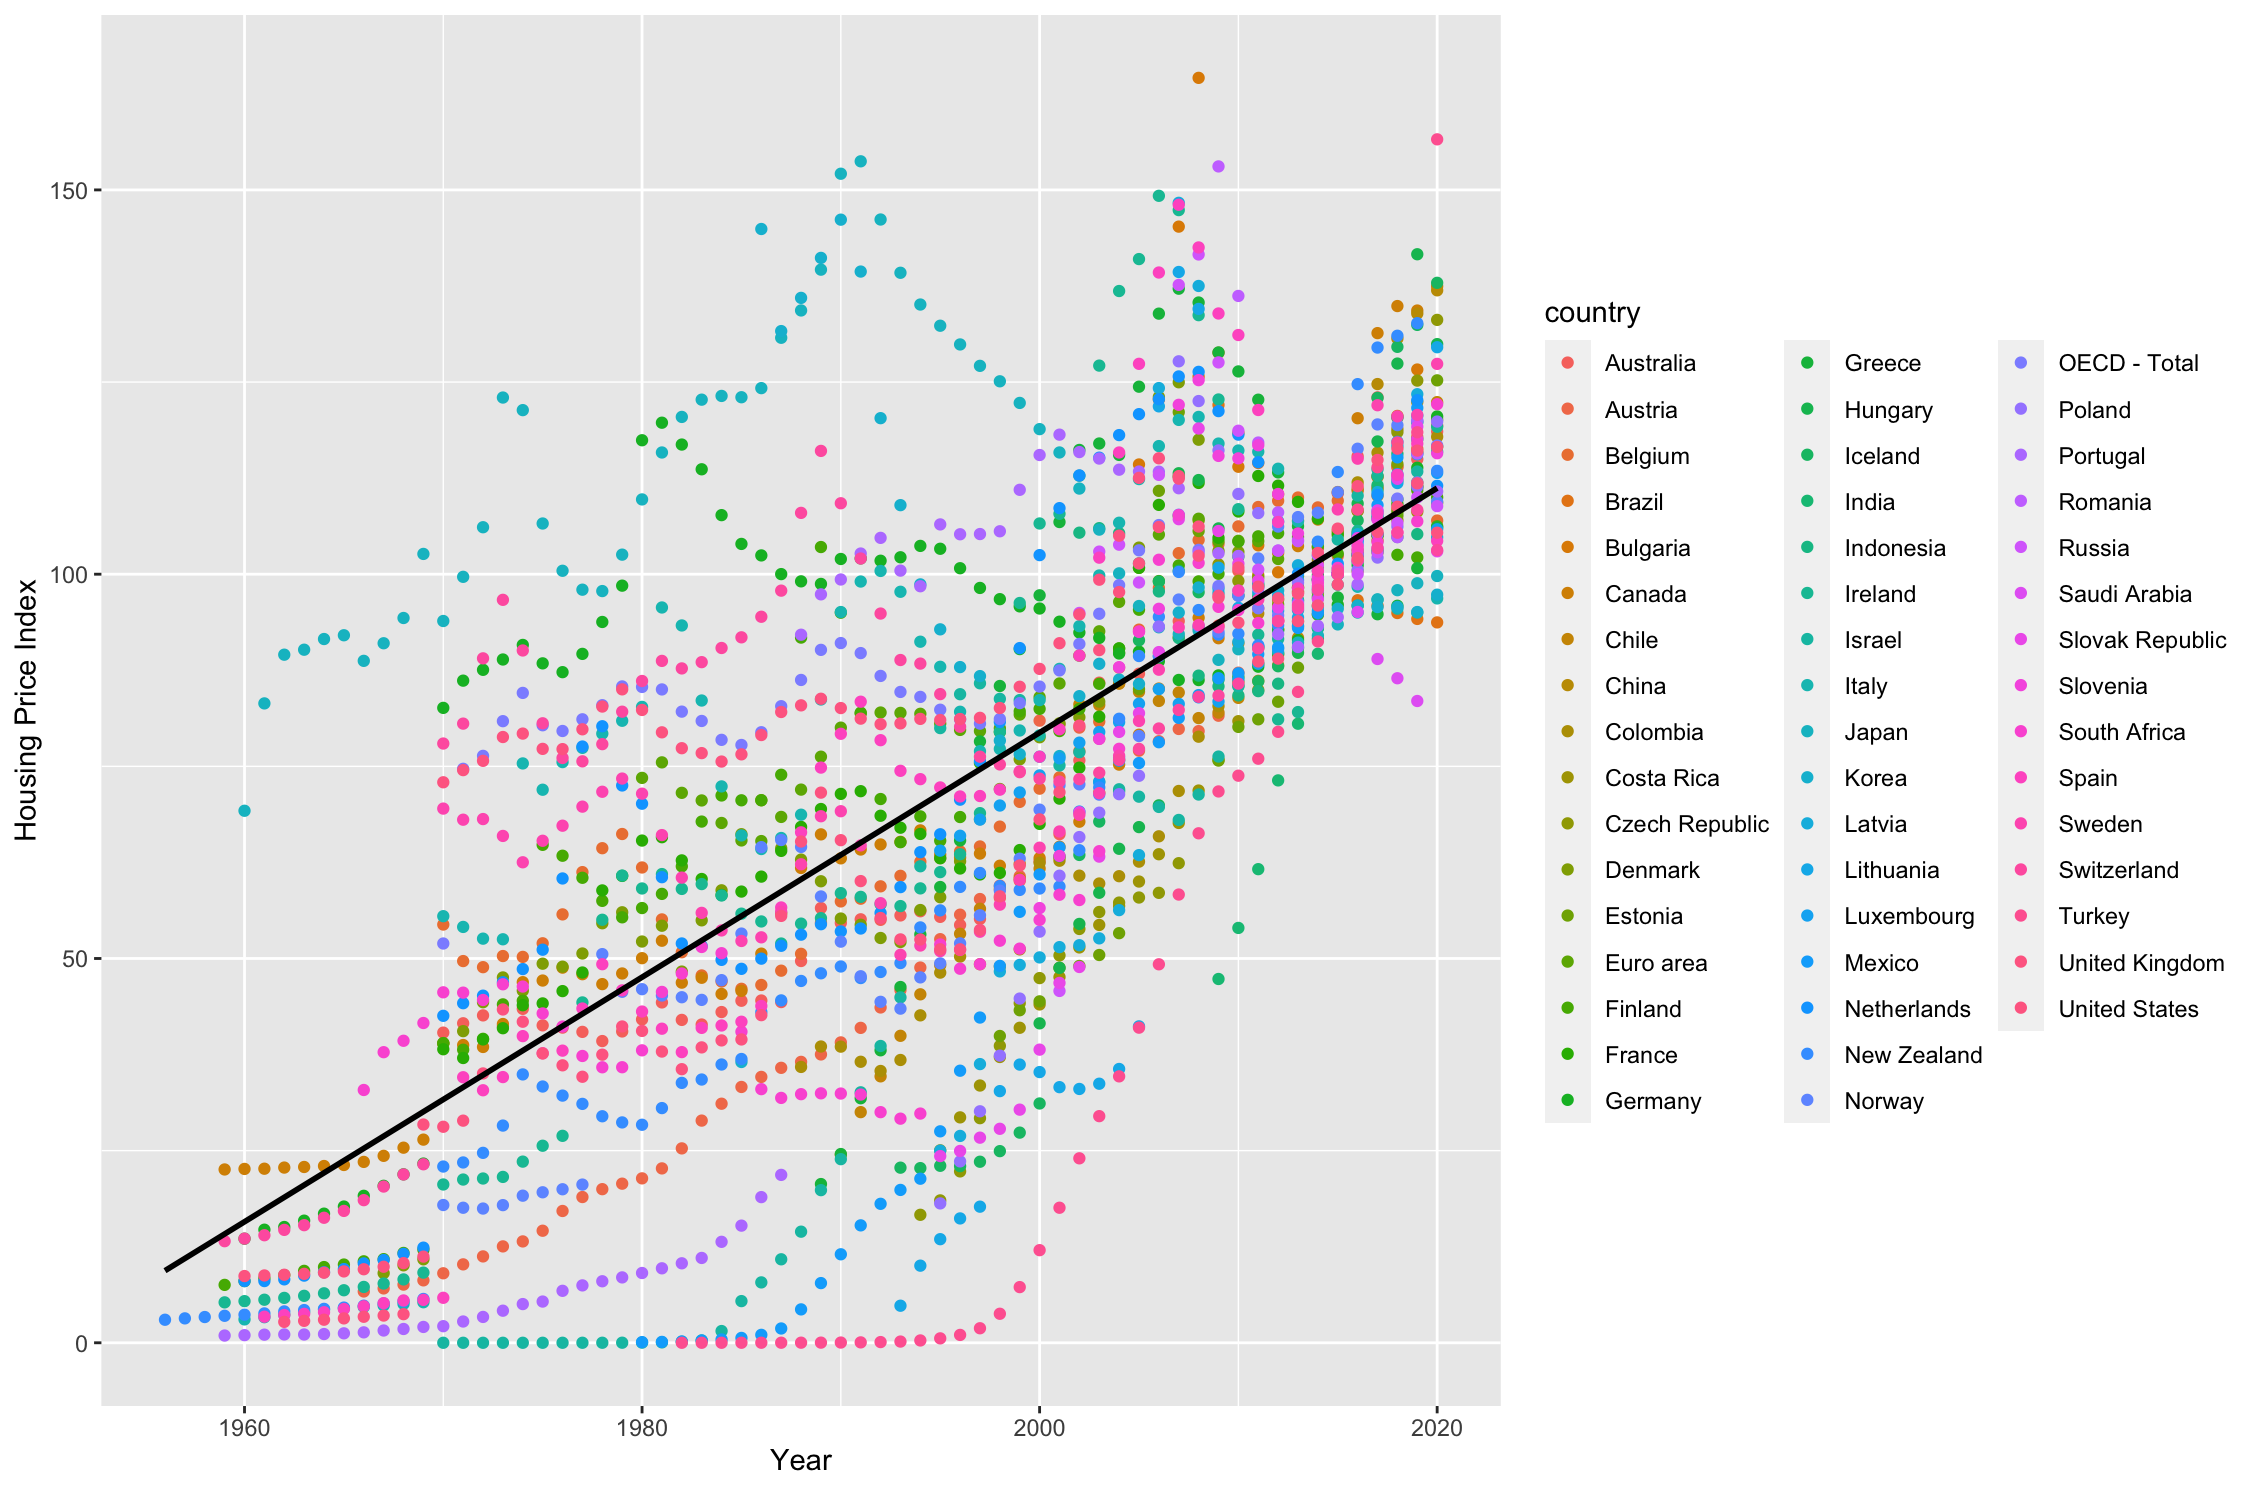 Housing Price Index
150
100
50
0
1960
1980
2000
2020
Year
country
Australia
Austria
Belgium
Brazil
Bulgaria
Canada
Chile
China
Colombia
Costa Rica
Czech Republic
Denmark
Estonia
Euro area
Finland
France
Germany
Greece
Hungary
Iceland
India
Indonesia
Ireland
Israel
Italy
Japan
Korea
Latvia
Lithuania
Luxembourg
Mexico
Netherlands
New Zealand
Norway
OECD - Total
Poland
Portugal
Romania
Russia
Saudi Arabia
Slovak Republic
Slovenia
South Africa
Spain
Sweden
Switzerland
Turkey
United Kingdom
United States